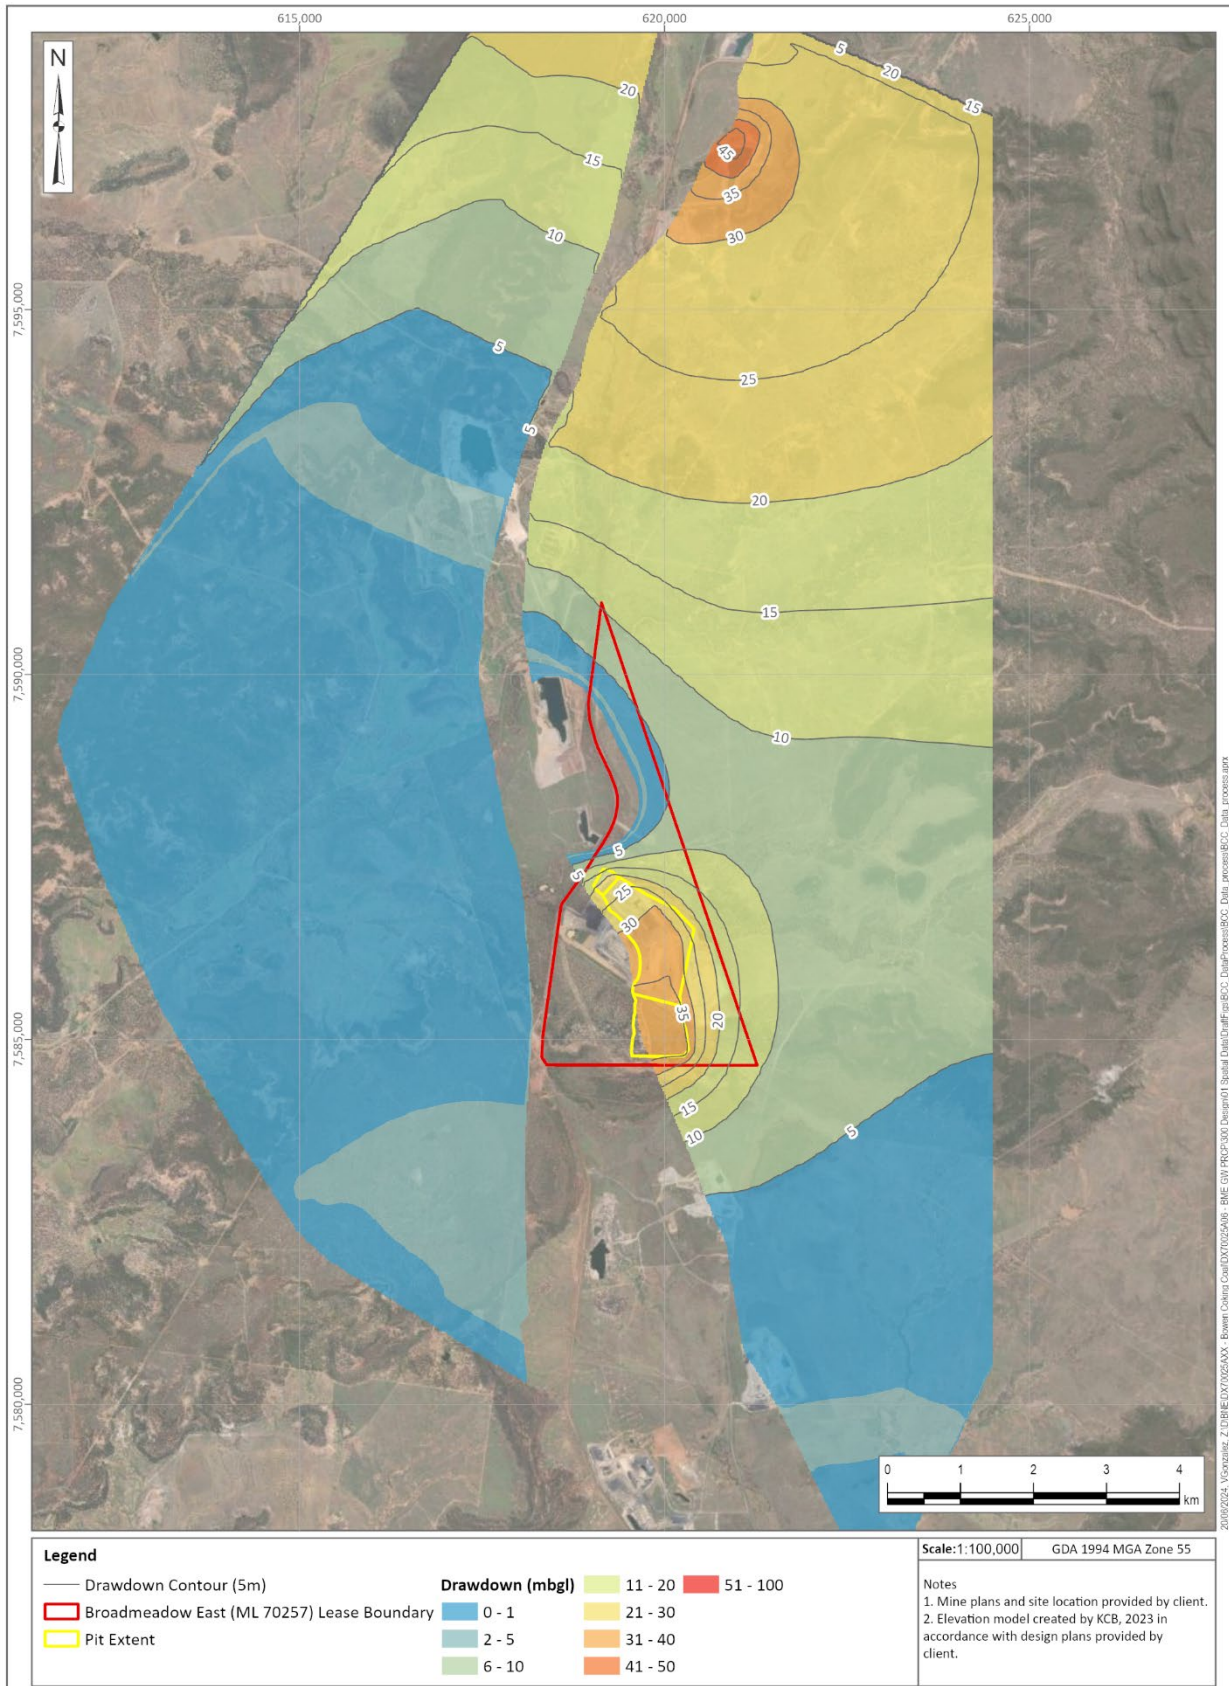 615,000
620,000
625,000
N
5
20
15
20
45
15
35
10
30
7,595,000
5
25
5
20
15
7,590,000
10
5
5
25
30
35
20
7,585,000
15
5
10
7,580,000
0 1 2 3 4
km
Legend
Drawdown Contour (5m)
Broadmeadow East (ML 70257) Lease Boundary
Pit Extent
Drawdown (mbgl)
0 - 1
2 - 5
6 - 10
11 - 20
21 - 30
31 - 40
41 - 50
51 - 100
Scale:1:100,000
GDA 1994 MGA Zone 55
Notes
1. Mine plans and site location provided by client.
2. Elevation model created by KCB, 2023 in
accordance with design plans provided by
client.